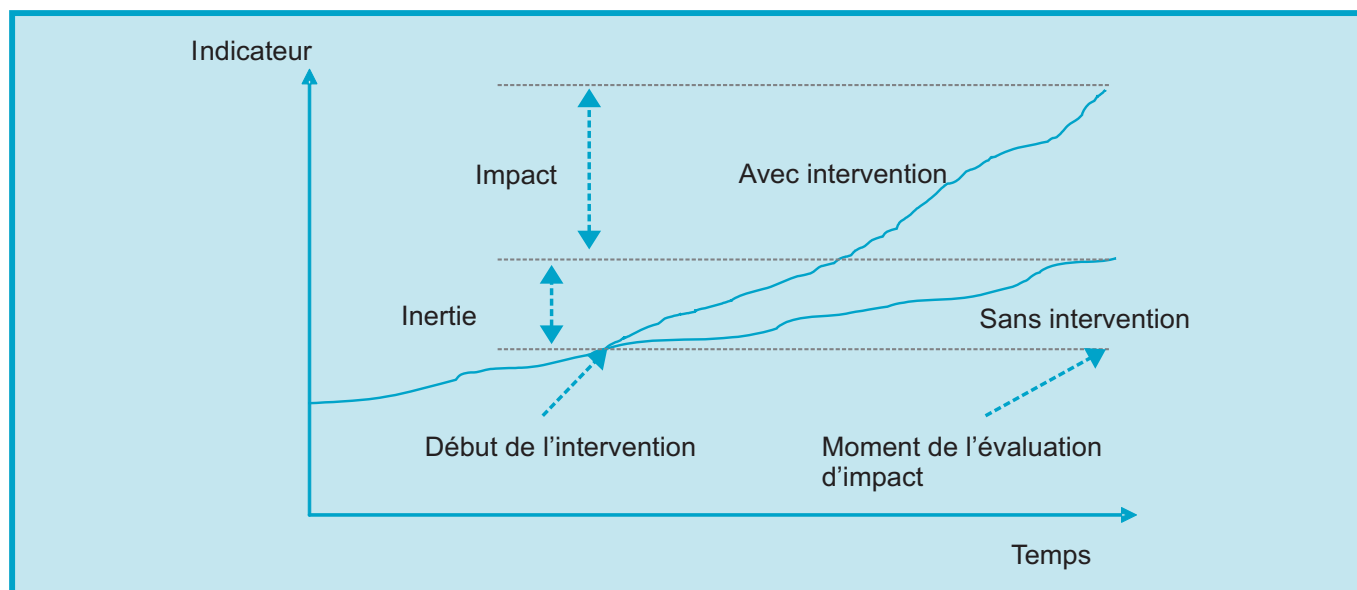 Indicateur
Impact
Avec intervention
Inertie
Sans intervention
Début de l’intervention
Moment de l’évaluation
d’impact
Temps